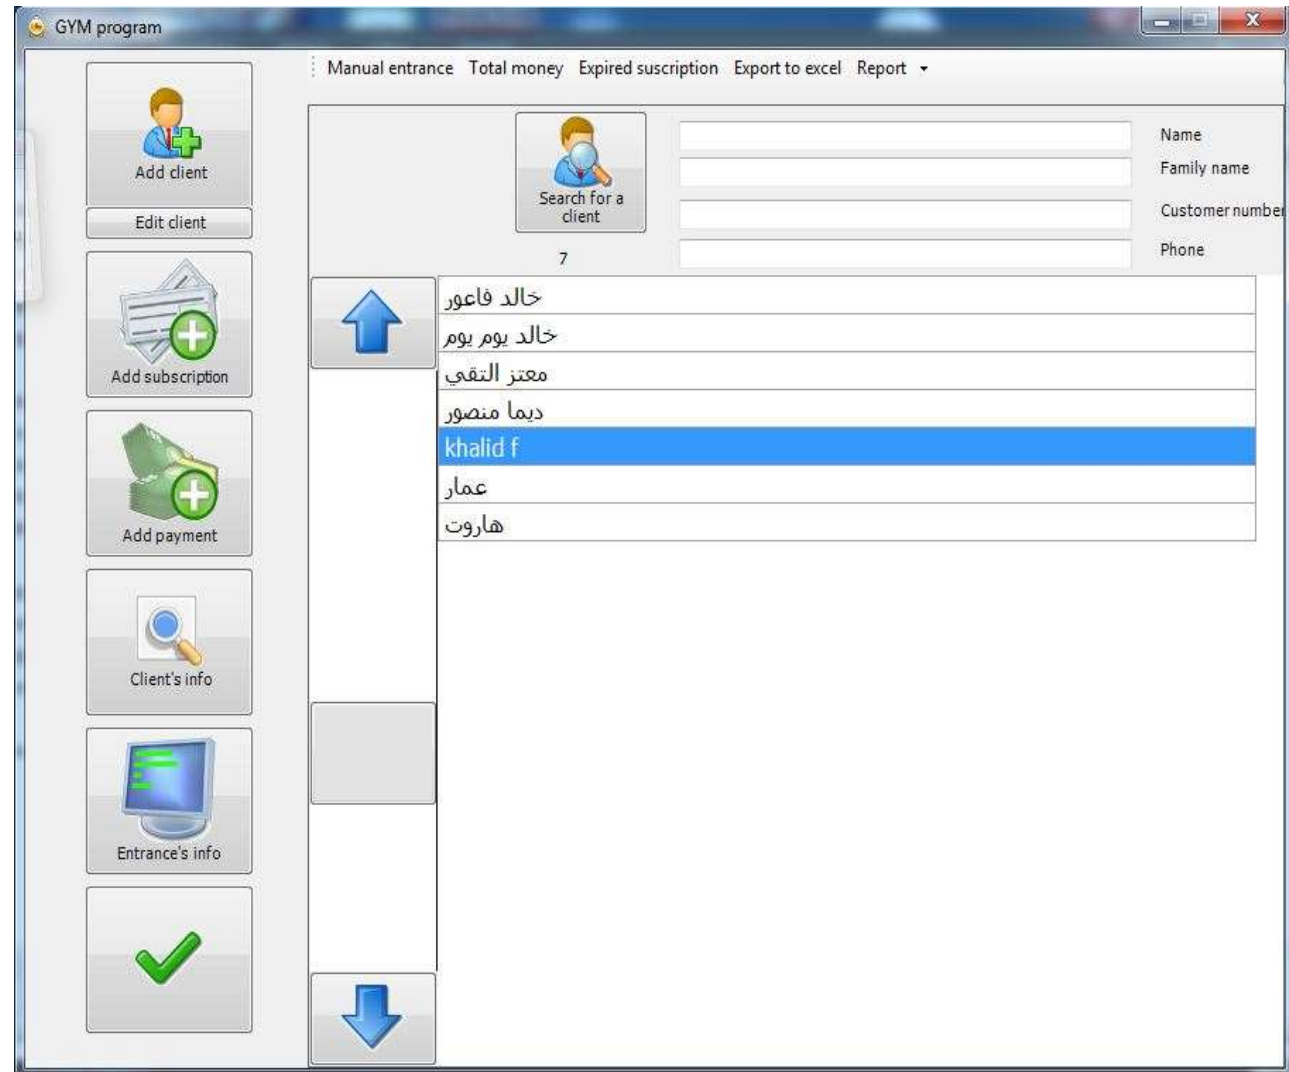 GYM program
Manual entrance Total money Expired suscription Export to excel Report
Add client
Edit client
Add subscription
Add payment
Client's info
Entrance's info
Search for a
client
7
Name
Family name
Customer number
Phone
خالد فاعور
خالد يوم يوم
معتز التقي
ديما منصور
khalid f
عمار
هاروت